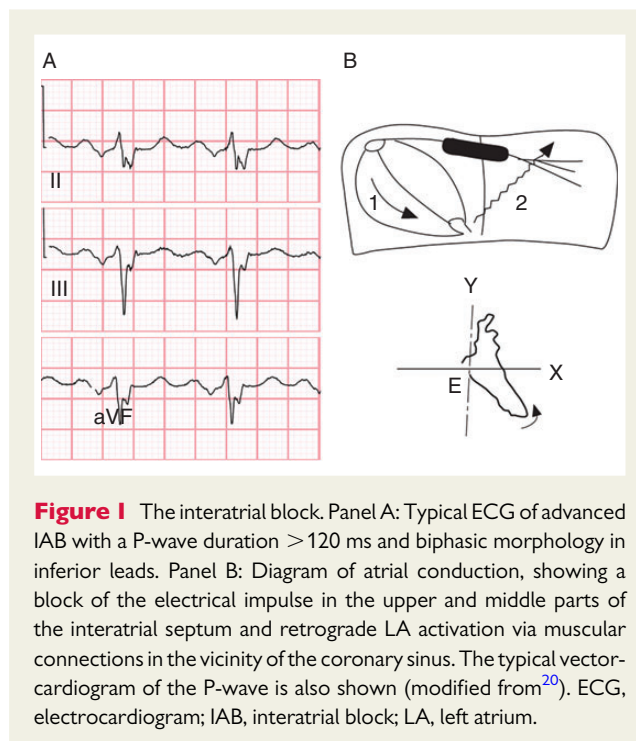 A
B
II
III
aVF
1
2
Y
X
E
Figure 1 The interatrial block. Panel A: Typical ECG of advanced
IAB with a P-wave duration >120 ms and biphasic morphology in
inferior leads. Panel B: Diagram of atrial conduction, showing a
block of the electrical impulse in the upper and middle parts of
the interatrial septum and retrograde LA activation via muscular
connections in the vicinity of the coronary sinus. The typical vector-
cardiogram of the P-wave is also shown (modified from20). ECG,
electrocardiogram; IAB, interatrial block; LA, left atrium.